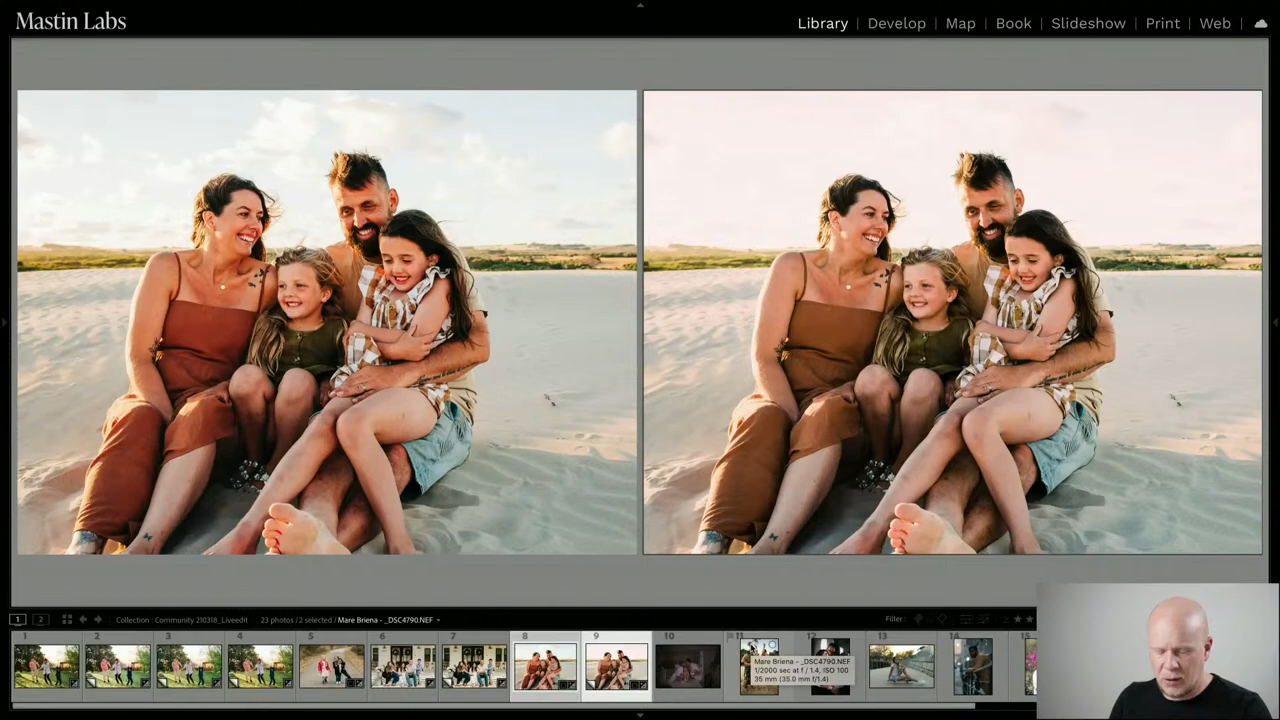 Mastin Labs
Library | Develop | Map | Book | Slideshow | Print | Web
1 2 Collection : Community 210318_Liveedit 23 photos / 2 selected / Mare Briena - _DSC4790.NEF Filter :
1 2 3 4 5 6 7 8 9 10 11 12 13 14 15
Mare Briena - _DSC4790.NEF
1/2000 sec at f / 1.4, ISO 100
35 mm (35.0 mm f/1.4)